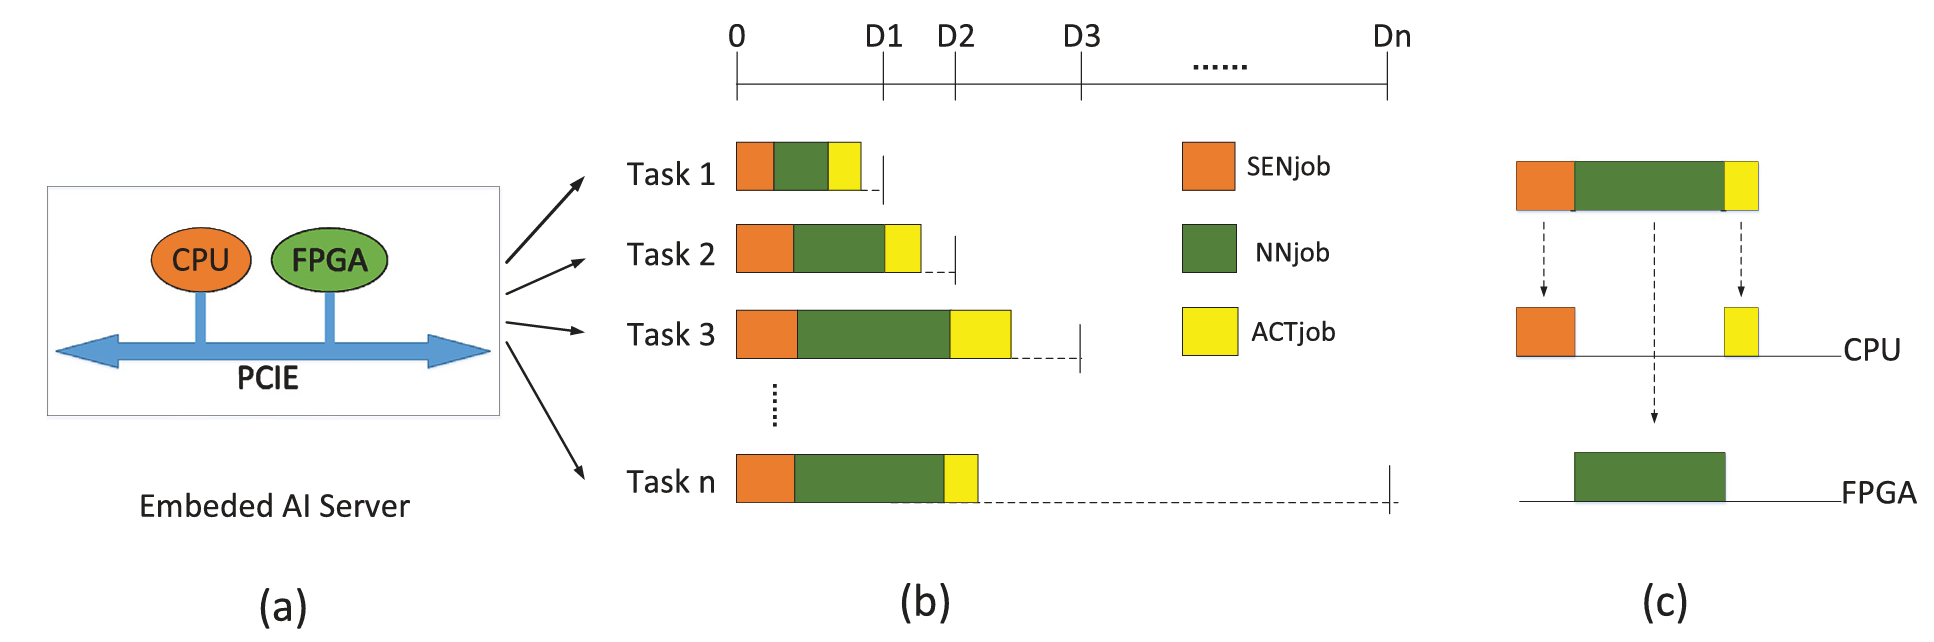 CPU
FPGA
PCIE
Embeded AI Server
(a)
0 D1 D2 D3 ...... Dn
Task 1
Task 2
Task 3
Task n
SENjob
NNjob
ACTjob
(b)
CPU
FPGA
(c)